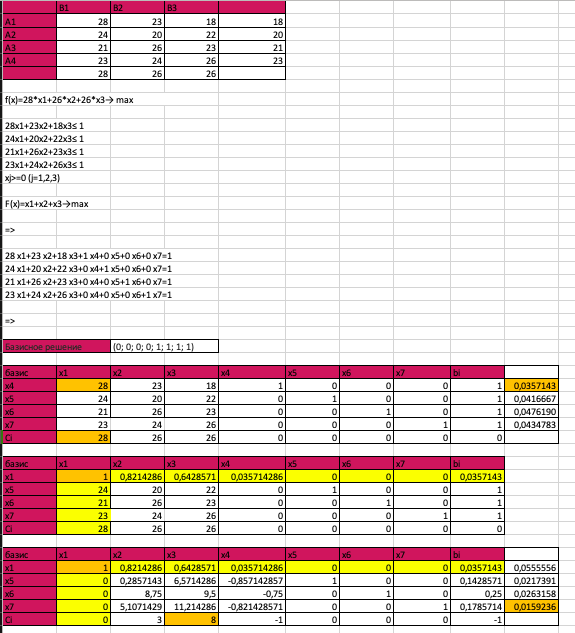 B1 B2 B3
A1 28 23 18 18
A2 24 20 22 20
A3 21 26 23 21
A4 23 24 26 23
28 26 26
f(x)=28*x1+26*x2+26*x3→ max
28x1+23x2+18x3≤ 1
24x1+20x2+22x3≤ 1
21x1+26x2+23x3≤ 1
23x1+24x2+26x3≤ 1
xj>=0 (j=1,2,3)
F(x)=x1+x2+x3→max
=>
28 x1+23 x2+18 x3+1 x4+0 x5+0 x6+0 x7=1
24 x1+20 x2+22 x3+0 x4+1 x5+0 x6+0 x7=1
21 x1+26 x2+23 x3+0 x4+0 x5+1 x6+0 x7=1
23 x1+24 x2+26 x3+0 x4+0 x5+0 x6+1 x7=1
=>
Базисное решение (0; 0; 0; 0; 1; 1; 1; 1)
базис x1 x2 x3 x4 x5 x6 x7 bi
x4 28 23 18 1 0 0 0 1 0,0357143
x5 24 20 22 0 1 0 0 1 0,0416667
x6 21 26 23 0 0 1 0 1 0,0476190
x7 23 24 26 0 0 0 1 1 0,0434783
Ci 28 26 26 0 0 0 0 0
базис x1 x2 x3 x4 x5 x6 x7 bi
x1 1 0,8214286 0,6428571 0,035714286 0 0 0 0,0357143
x5 24 20 22 0 1 0 0 1
x6 21 26 23 0 0 1 0 1
x7 23 24 26 0 0 0 1 1
Ci 28 26 26 0 0 0 0 0
базис x1 x2 x3 x4 x5 x6 x7 bi
x1 1 0,8214286 0,6428571 0,035714286 0 0 0 0,0357143 0,0555556
x5 0 0,2857143 6,5714286 -0,857142857 1 0 0 0,1428571 0,0217391
x6 0 8,75 9,5 -0,75 0 1 0 0,25 0,0263158
x7 0 5,1071429 11,214286 -0,821428571 0 0 1 0,1785714 0,0159236
Ci 0 3 8 -1 0 0 0 -1